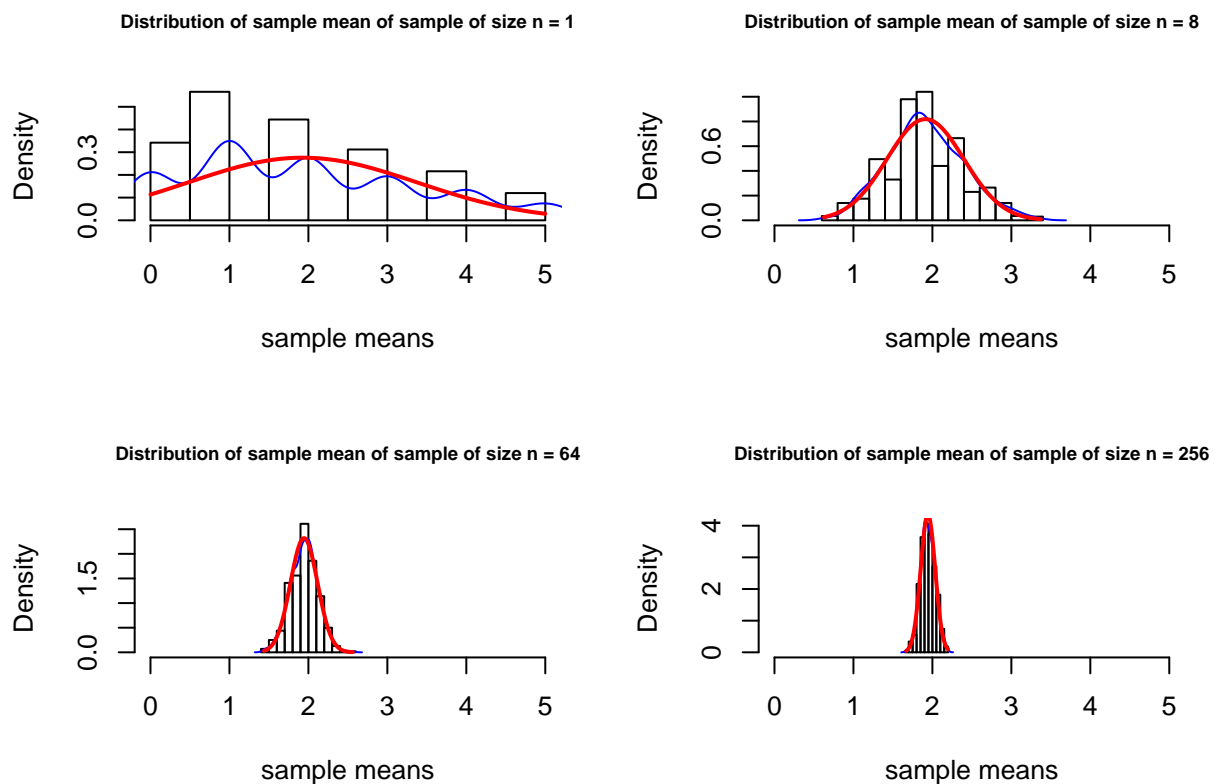 Distribution of sample mean of sample of size n = 1
Density
0.0
0.3
0 1 2 3 4 5
sample means
Distribution of sample mean of sample of size n = 8
Density
0.0
0.6
0 1 2 3 4 5
sample means
Distribution of sample mean of sample of size n = 64
Density
0.0
1.5
0 1 2 3 4 5
sample means
Distribution of sample mean of sample of size n = 256
Density
0
2
4
0 1 2 3 4 5
sample means